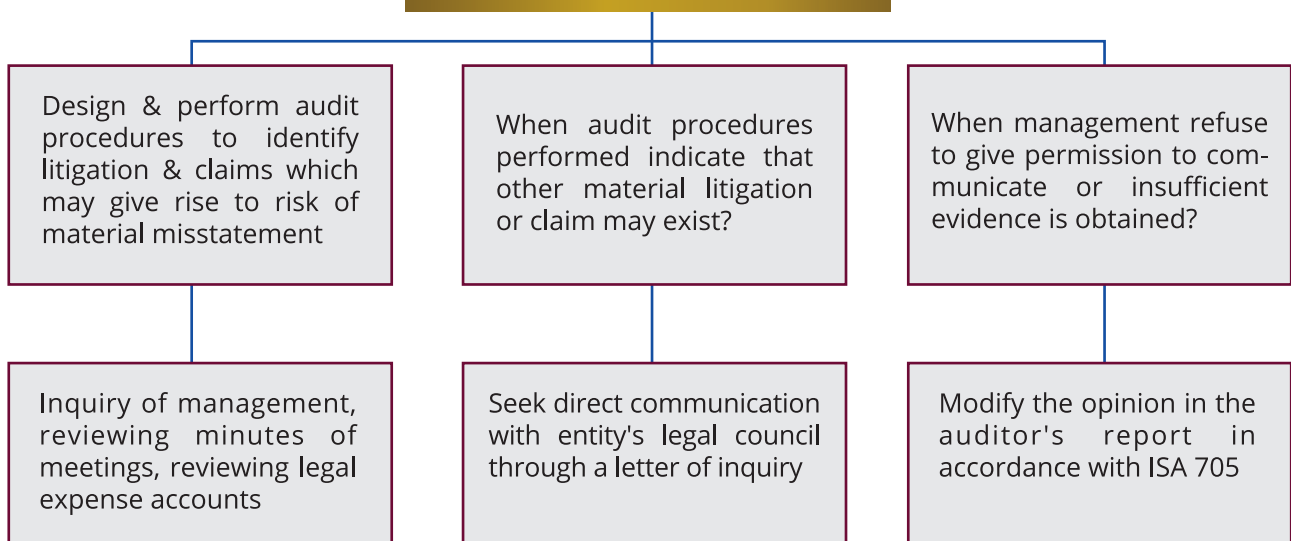 Design & perform audit
procedures to identify
litigation & claims which
may give rise to risk of
material misstatement
When audit procedures
performed indicate that
other material litigation
or claim may exist?
When management refuse
to give permission to com-
municate or insufficient
evidence is obtained?
Inquiry of management,
reviewing minutes of
meetings, reviewing legal
expense accounts
Seek direct communication
with entity's legal council
through a letter of inquiry
Modify the opinion in the
auditor's report in
accordance with ISA 705